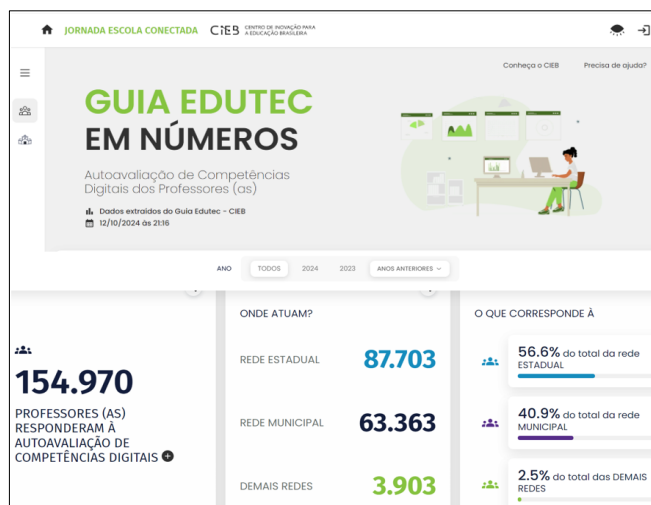 JORNADA ESCOLA CONECTADA
CIEB CENTRO DE INOVAÇÃO PARA
A EDUCAÇÃO BRASILEIRA
Conheça o CIEB
Precisa de ajuda?
GUIA EDUTEC
EM NÚMEROS
Autoavaliação de Competências
Digitais dos Professores (as)
Dados extraídos do Guia Edutec - CIEB
12/10/2024 às 21:16
ANO
TODOS
2024
2023
ANOS ANTERIORES
154.970
PROFESSORES (AS)
RESPONDERAM À
AUTOAVALIAÇÃO DE
COMPETÊNCIAS DIGITAIS
ONDE ATUAM?
REDE ESTADUAL 87.703
REDE MUNICIPAL 63.363
DEMAIS REDES 3.903
O QUE CORRESPONDE À
56.6% do total da rede
ESTADUAL
40.9% do total da rede
MUNICIPAL
2.5% do total das DEMAIS
REDES